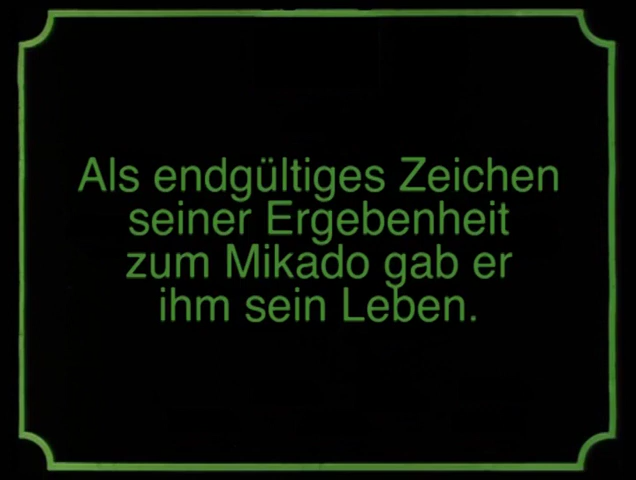 Als endgültiges Zeichen
seiner Ergebenheit
zum Mikado gab er
ihm sein Leben.